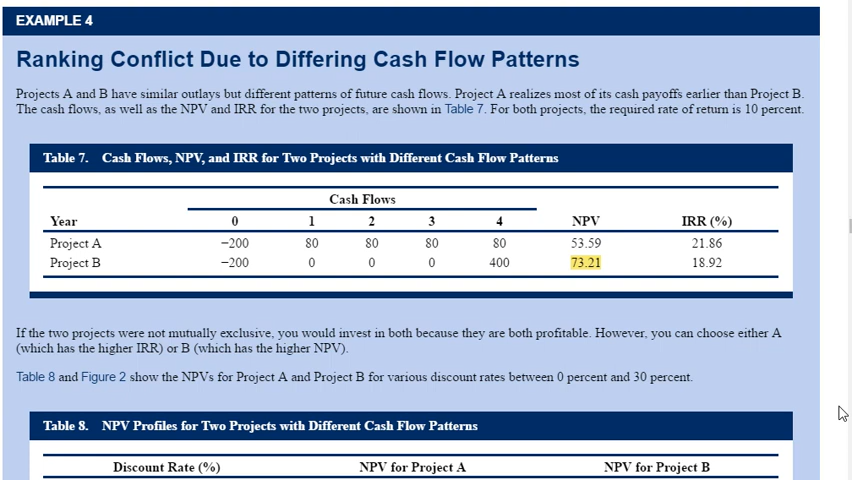 EXAMPLE 4
Ranking Conflict Due to Differing Cash Flow Patterns
Projects A and B have similar outlays but different patterns of future cash flows. Project A realizes most of its cash payoffs earlier than Project B.
The cash flows, as well as the NPV and IRR for the two projects, are shown in Table 7. For both projects, the required rate of return is 10 percent.
Table 7. Cash Flows, NPV, and IRR for Two Projects with Different Cash Flow Patterns
Cash Flows
Year 0 1 2 3 4 NPV IRR (%)
Project A −200 80 80 80 80 53.59 21.86
Project B −200 0 0 0 400 73.21 18.92
If the two projects were not mutually exclusive, you would invest in both because they are both profitable. However, you can choose either A
(which has the higher IRR) or B (which has the higher NPV).
Table 8 and Figure 2 show the NPVs for Project A and Project B for various discount rates between 0 percent and 30 percent.
Table 8. NPV Profiles for Two Projects with Different Cash Flow Patterns
Discount Rate (%) NPV for Project A NPV for Project B